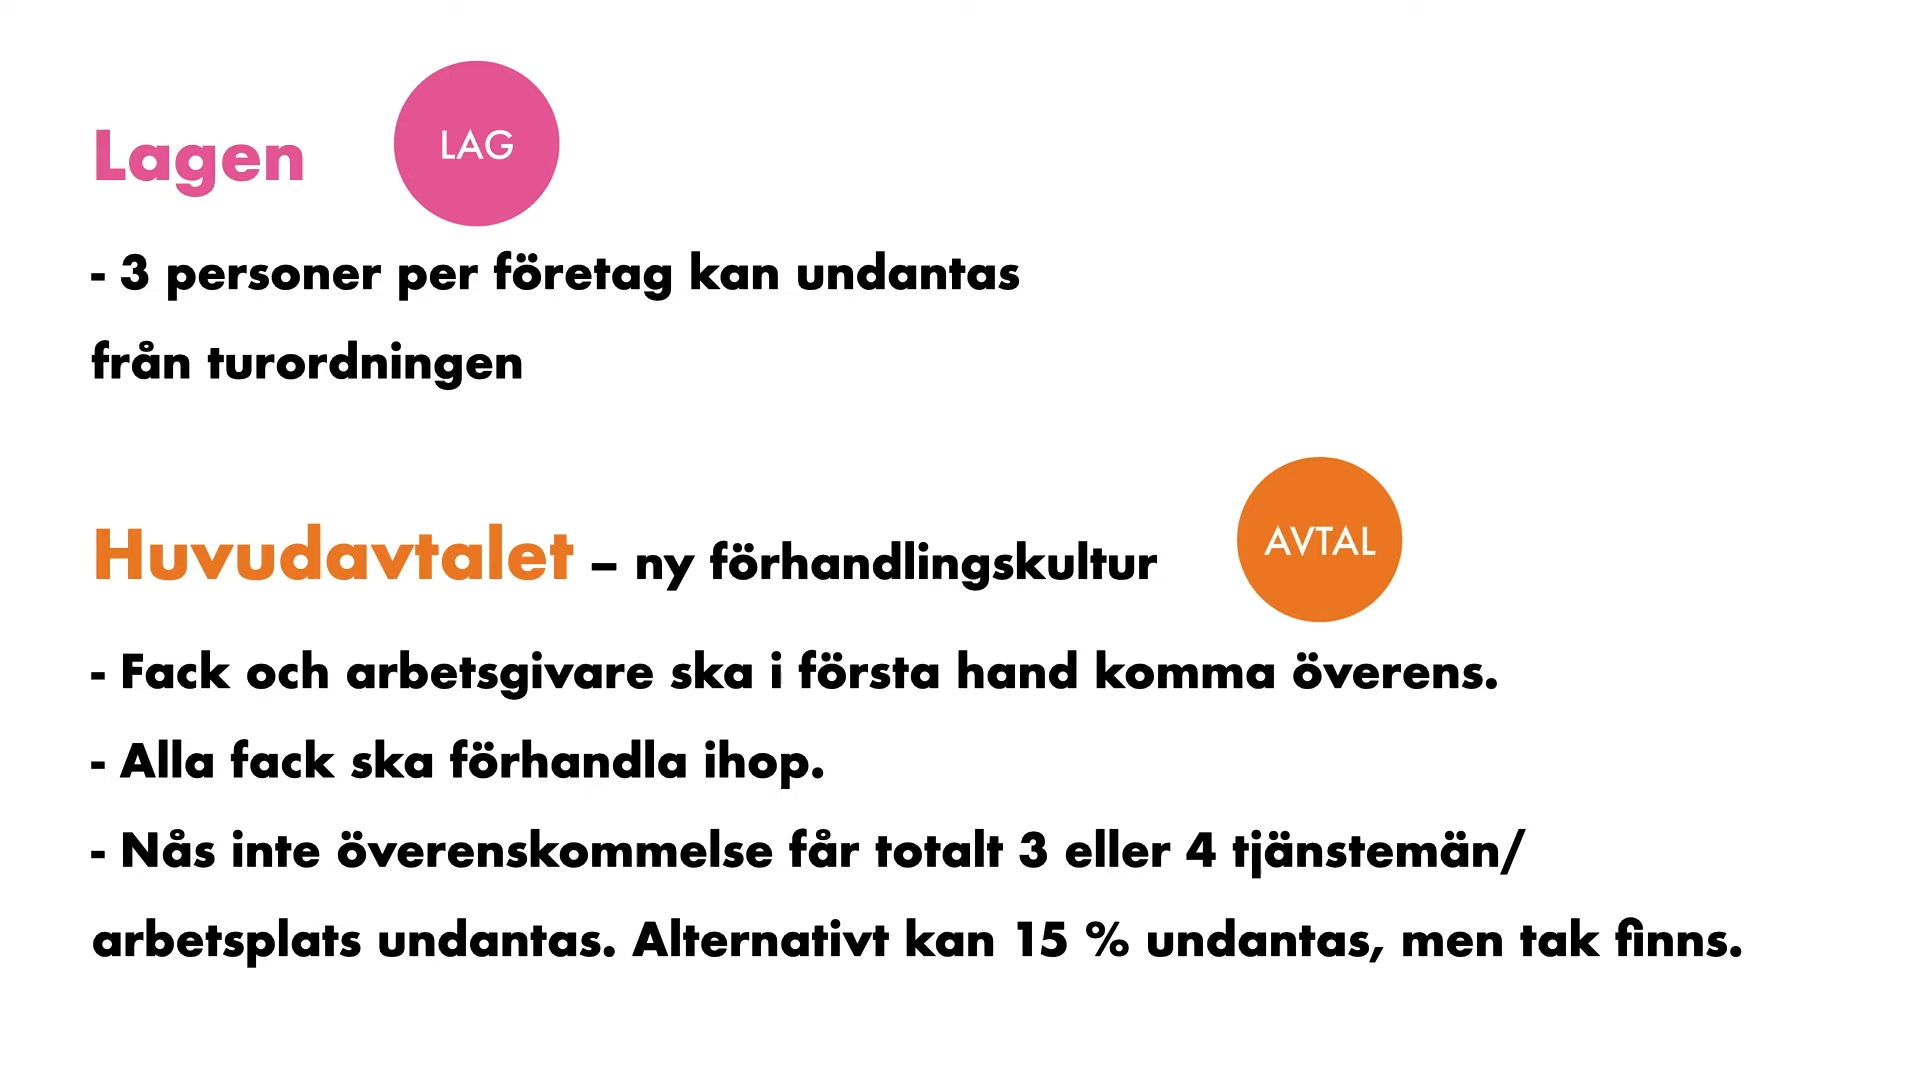 Lagen
LAG
- 3 personer per företag kan undantas
från turordningen
Huvudavtalet – ny förhandlingskultur
AVTAL
- Fack och arbetsgivare ska i första hand komma överens.
- Alla fack ska förhandla ihop.
- Nås inte överenskommelse får totalt 3 eller 4 tjänstemän/
arbetsplats undantas. Alternativt kan 15 % undantas, men tak finns.